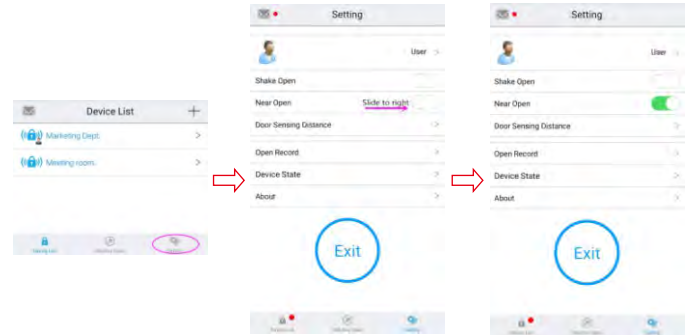 Device List
Marketing Dept.
Meeting room.
Setting
User
Shake Open
Near Open
Slide to right
Door Sensing Distance
Open Record
Device State
About
Exit
Setting
Setting
User
Shake Open
Near Open
Door Sensing Distance
Open Record
Device State
About
Exit
Setting